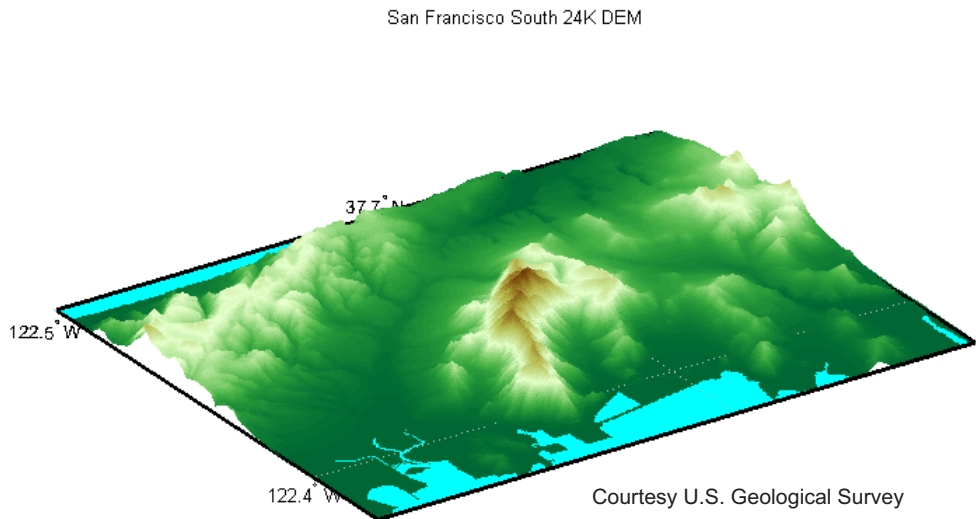 San Francisco South 24K DEM
37.7° N
122.5° W
122.4° W
Courtesy U.S. Geological Survey